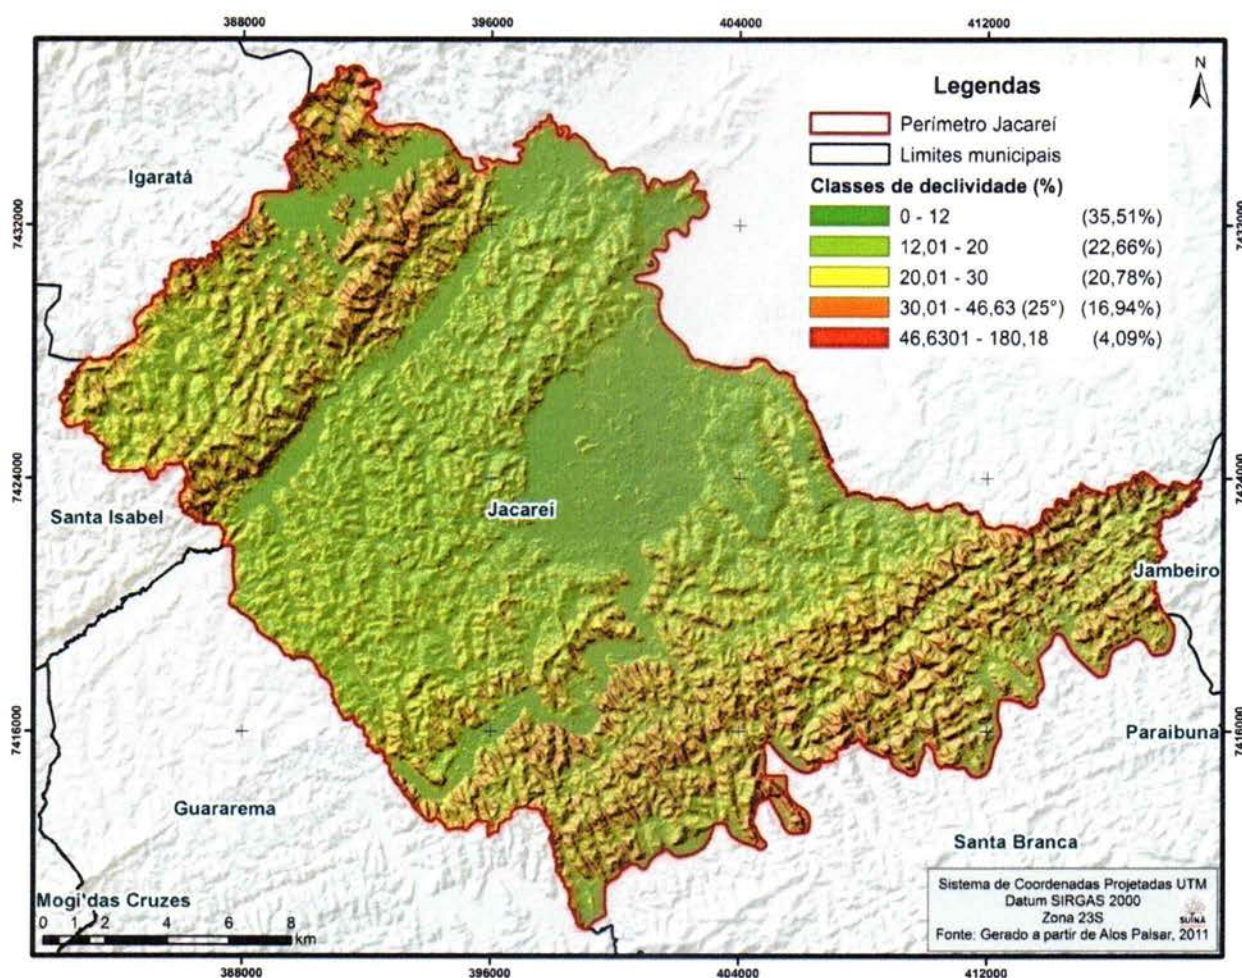 388000 396000 404000 412000
N
Legendas
Perímetro Jacareí
Limites municipais
Classes de declividade (%)
0 - 12 (35,51%)
12,01 - 20 (22,66%)
20,01 - 30 (20,78%)
30,01 - 46,63 (25°) (16,94%)
46,6301 - 180,18 (4,09%)
Igaratá
7432000 7432000
7424000 7424000
Santa Isabel
Jacareí
Jambeiro
7416000 7416000
Paraibuna
Guararema
Santa Branca
Mogi das Cruzes
0 1 2 4 6 8
km
Sistema de Coordenadas Projetadas UTM
Datum SIRGAS 2000
Zona 23S
Fonte: Gerado a partir de Alos Palsar, 2011
SUINÃ
388000 396000 404000 412000